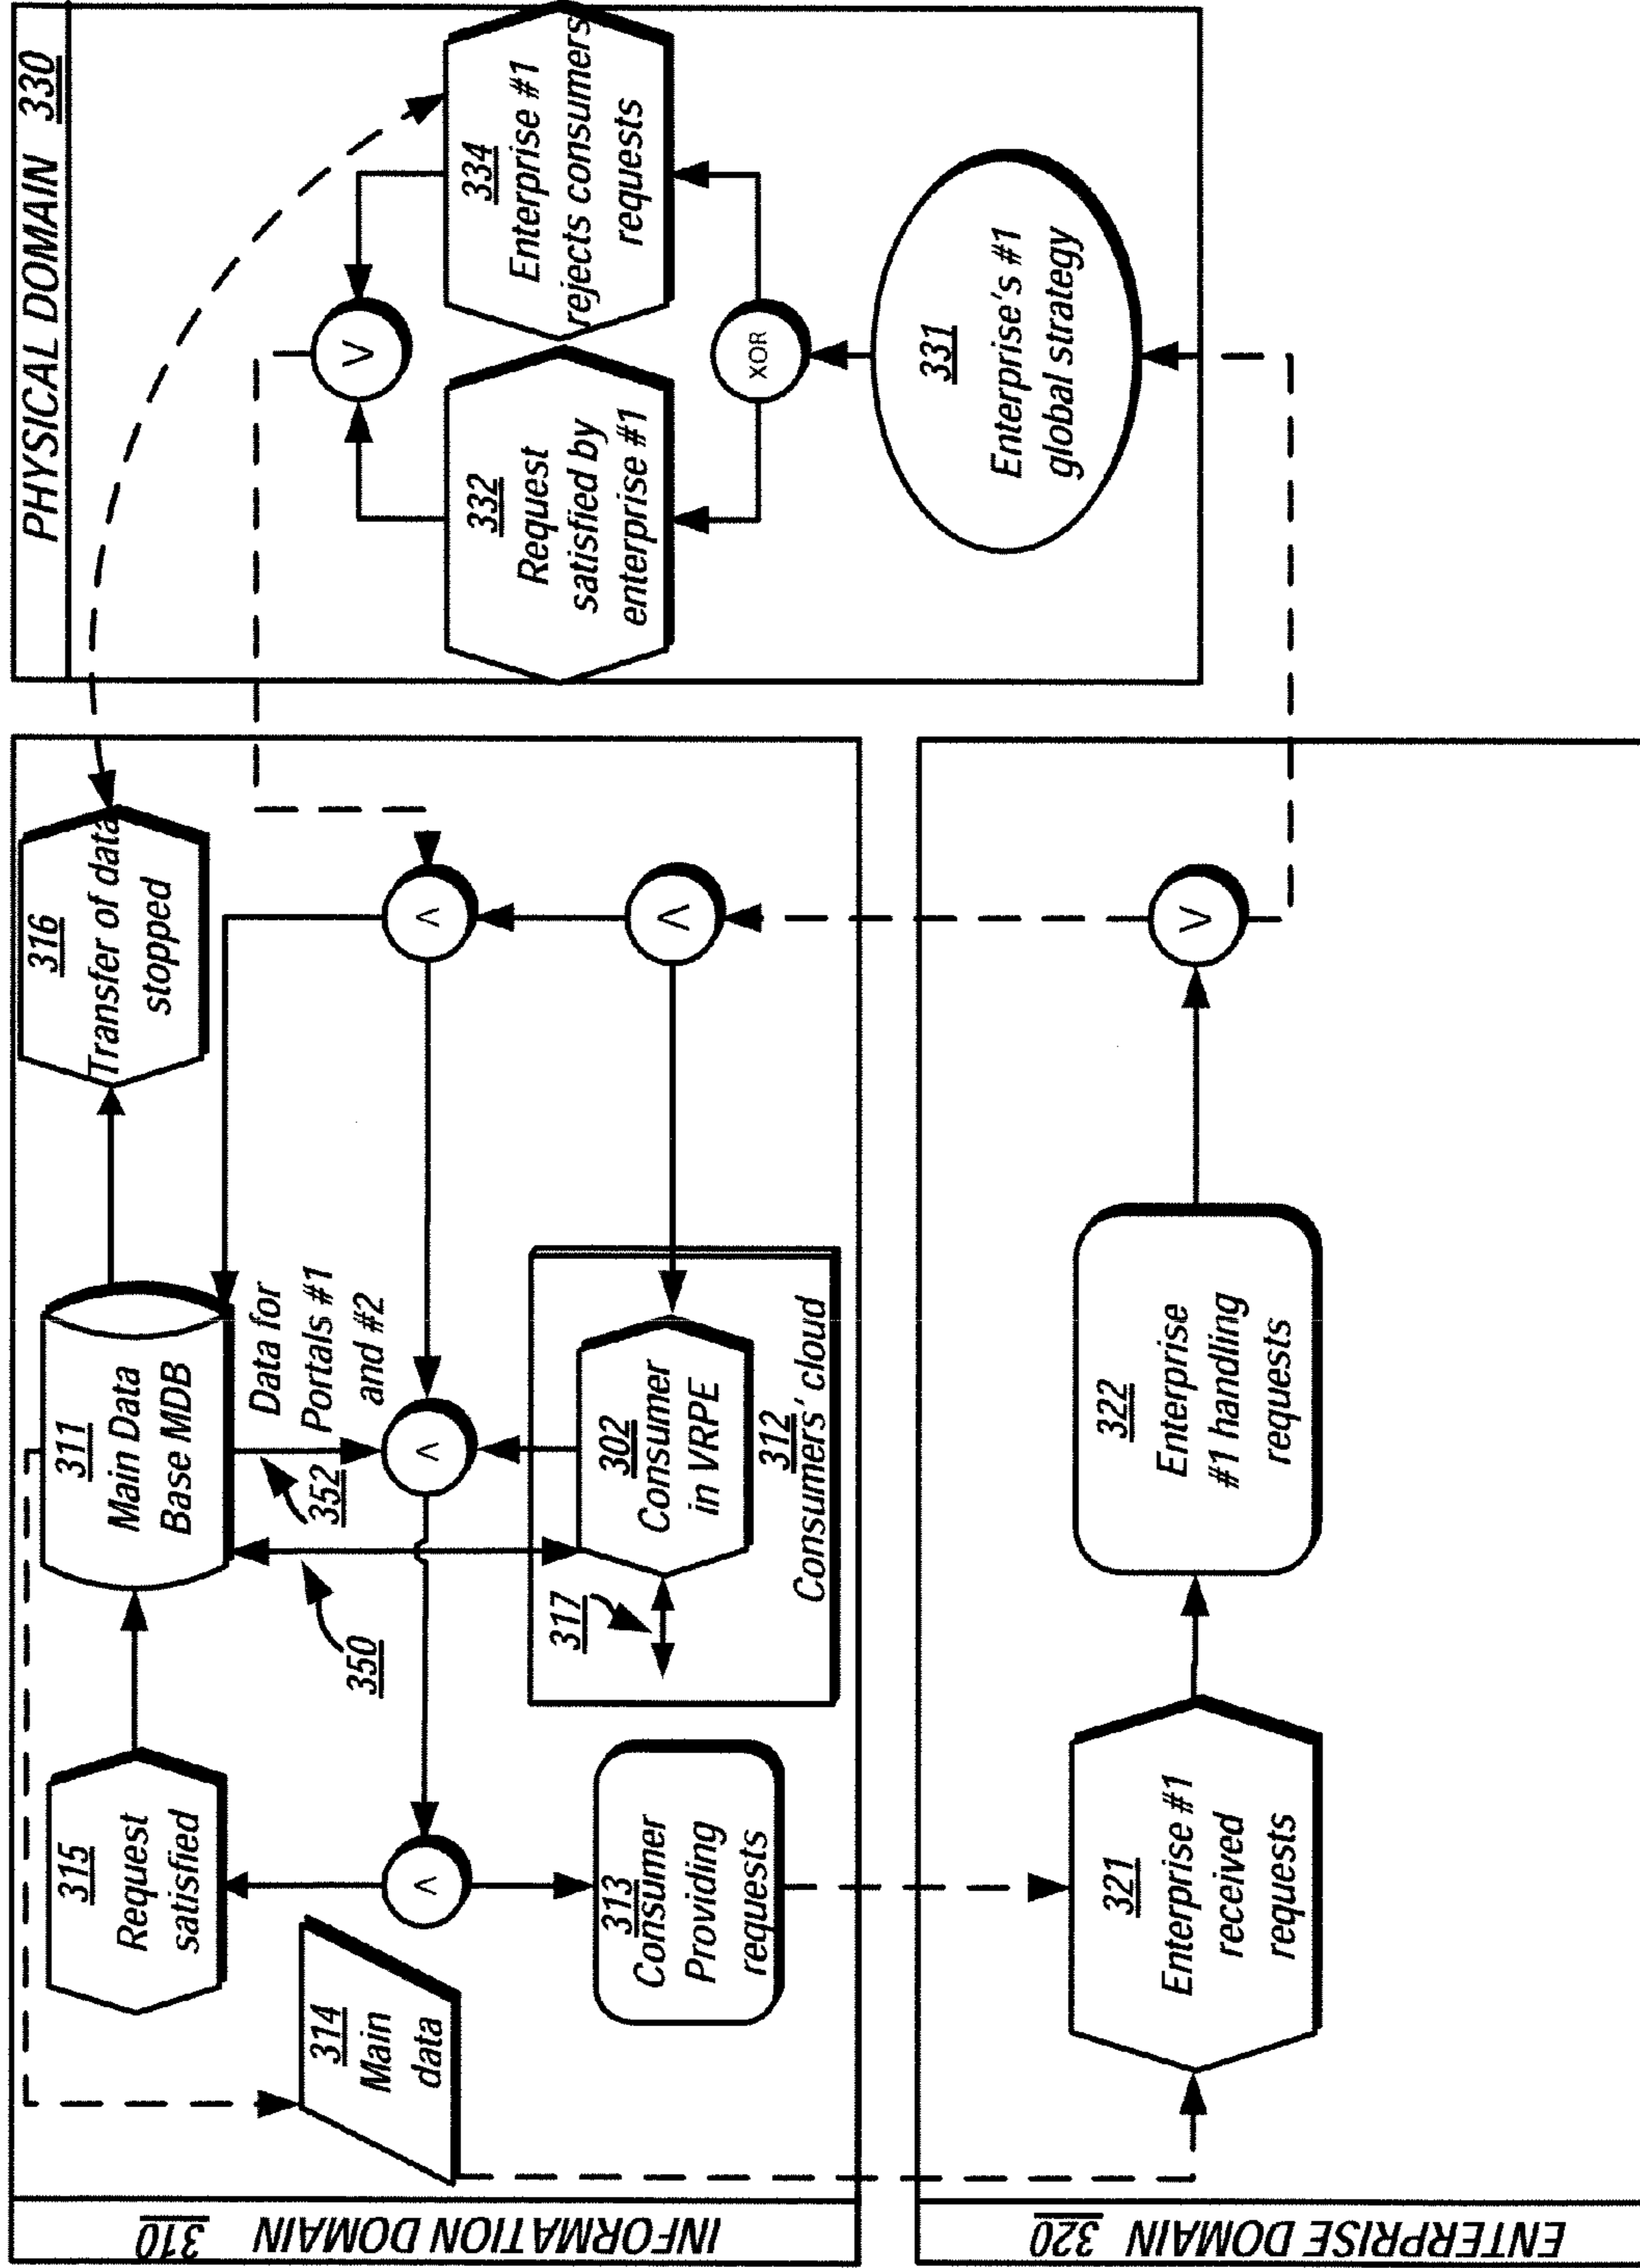 INFORMATION DOMAIN 310
315
Request
satisfied
311
Main Data
Base MDB
316
Transfer of data
stopped
314
Main
data
350
352
Data for
Portals #1
and #2
<
<
<
313
Consumer
Providing
requests
317
302
Consumer
in VRPE
312
Consumers' cloud
<
ENTERPRISE DOMAIN 320
321
Enterprise #1
received
requests
322
Enterprise
#1 handling
requests
V
PHYSICAL DOMAIN 330
V
332
Request
satisfied by
enterprise #1
334
Enterprise #1
rejects consumers
requests
XOR
331
Enterprise's #1
global strategy